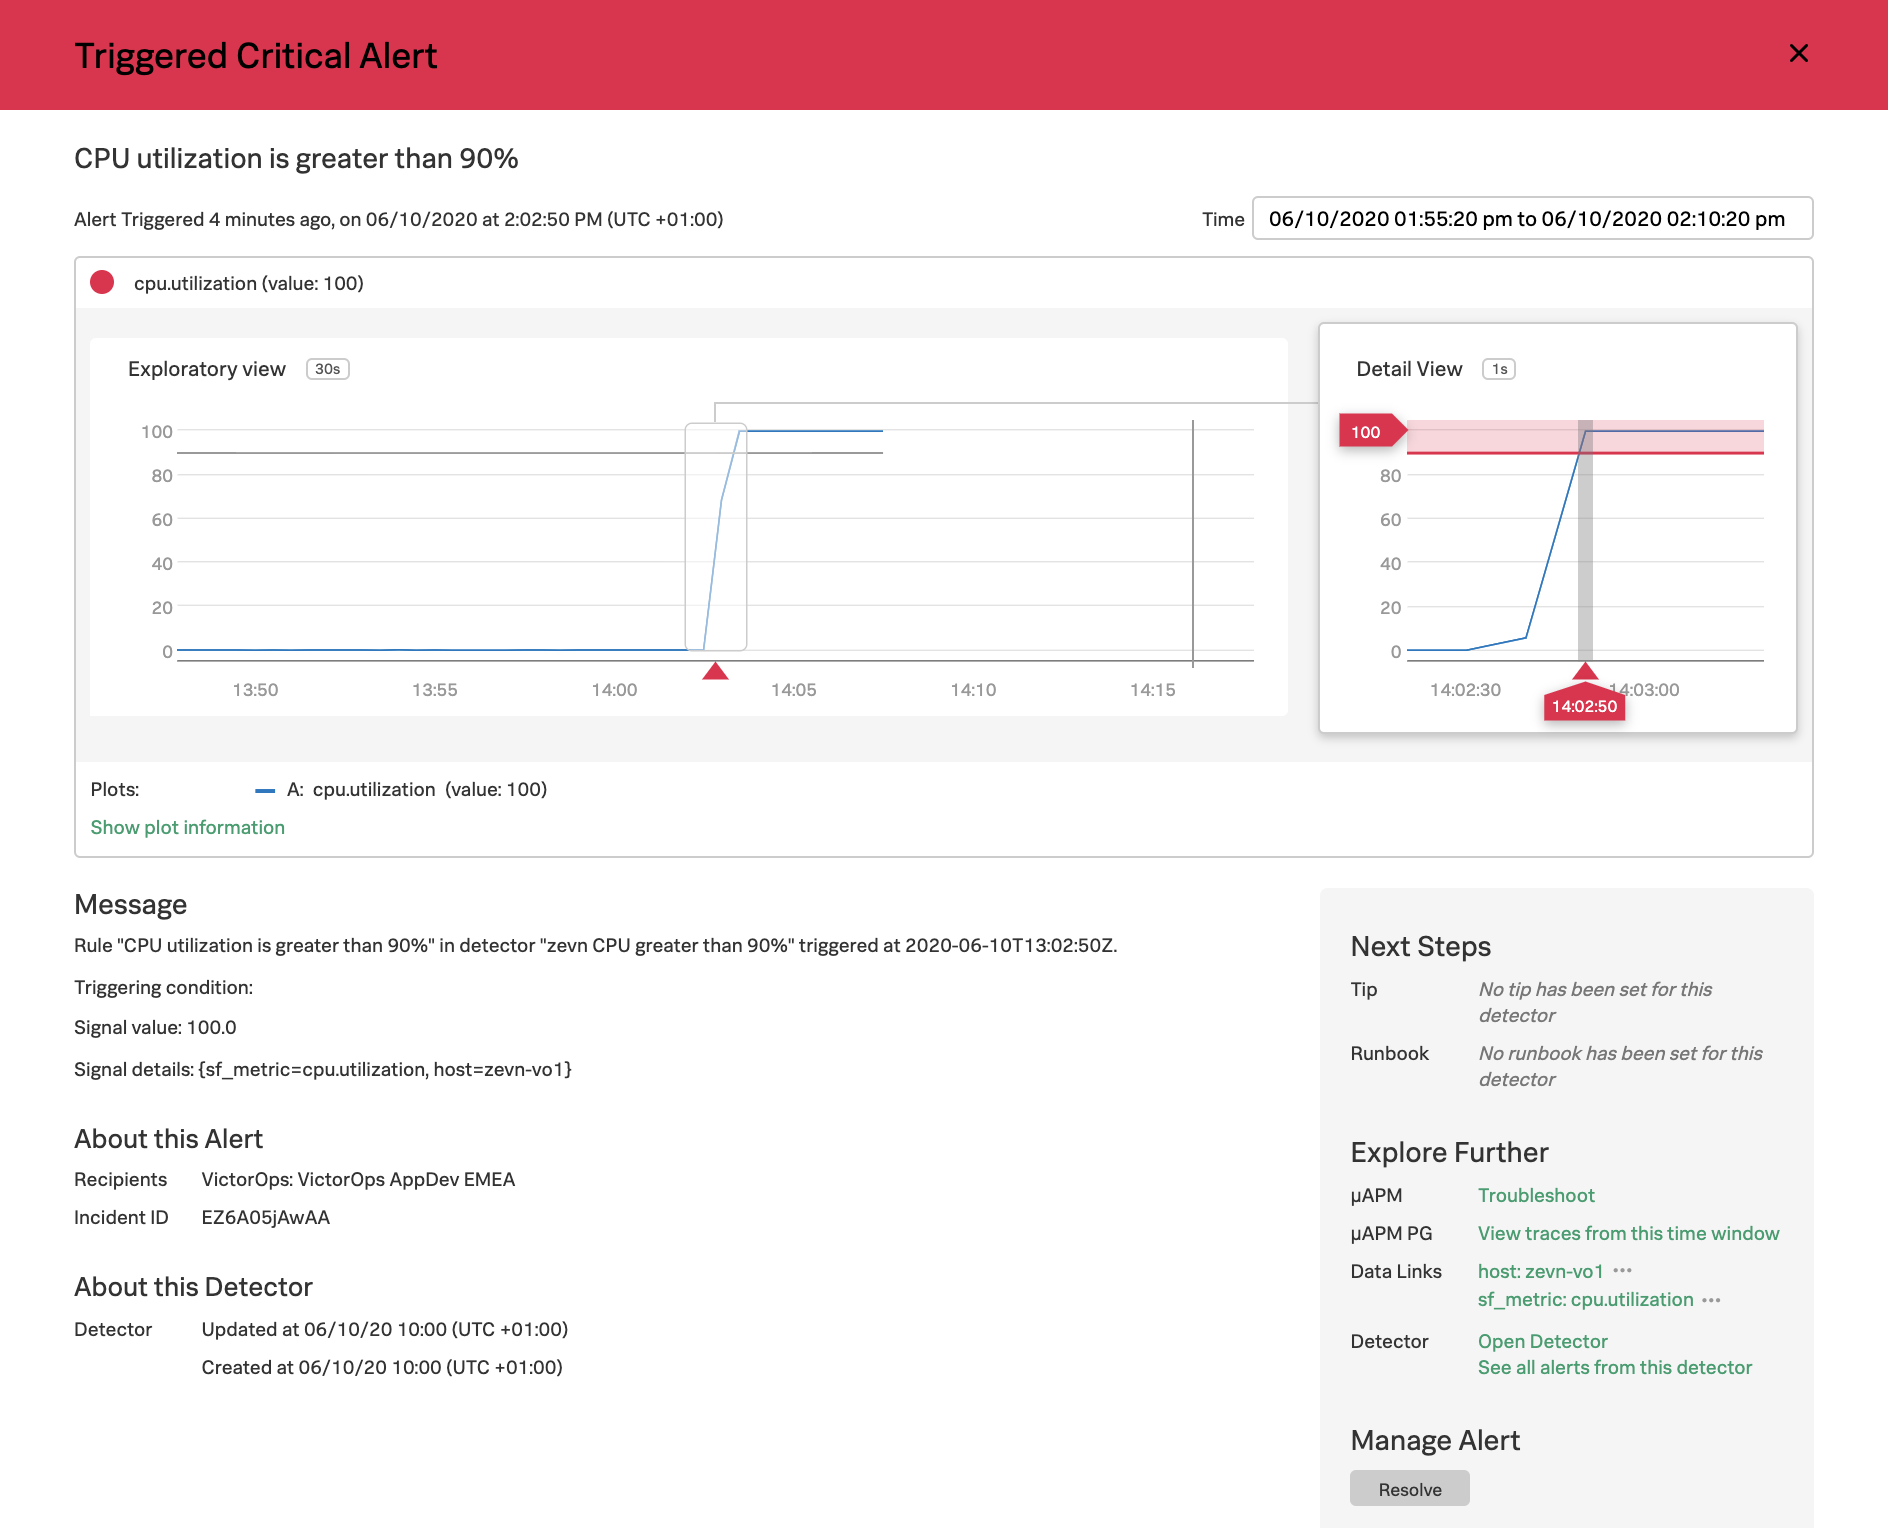 Triggered Critical Alert
CPU utilization is greater than 90%
Alert Triggered 4 minutes ago, on 06/10/2020 at 2:02:50 PM (UTC +01:00)
Time 06/10/2020 01:55:20 pm to 06/10/2020 02:10:20 pm
cpu.utilization (value: 100)
Exploratory view 30s
100
80
60
40
20
0
13:50 13:55 14:00 14:05 14:10 14:15
Detail View 1s
100
80
60
40
20
0
14:02:30 14:03:00
14:02:50
Plots: A: cpu.utilization (value: 100)
Show plot information
Message
Rule "CPU utilization is greater than 90%" in detector "zevn CPU greater than 90%" triggered at 2020-06-10T13:02:50Z.
Triggering condition:
Signal value: 100.0
Signal details: {sf_metric=cpu.utilization, host=zevn-vo1}
About this Alert
Recipients VictorOps: VictorOps AppDev EMEA
Incident ID EZ6A05jAwAA
About this Detector
Detector Updated at 06/10/20 10:00 (UTC +01:00)
Created at 06/10/20 10:00 (UTC +01:00)
Next Steps
Tip No tip has been set for this
detector
Runbook No runbook has been set for this
detector
Explore Further
µAPM Troubleshoot
µAPM PG View traces from this time window
Data Links host: zevn-vo1 •••
sf_metric: cpu.utilization •••
Detector Open Detector
See all alerts from this detector
Manage Alert
Resolve